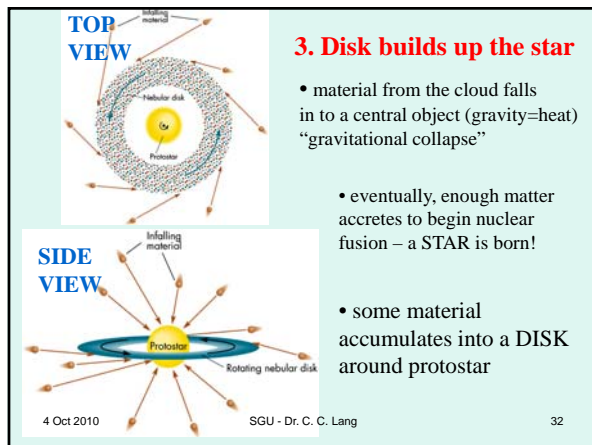 TOP
VIEW
Infalling
material
Nebular disk
Protostar
3. Disk builds up the star
• material from the cloud falls
in to a central object (gravity=heat)
“gravitational collapse”
• eventually, enough matter
accretes to begin nuclear
fusion – a STAR is born!
SIDE
VIEW
Infalling
material
Protostar
Rotating nebular disk
• some material
accumulates into a DISK
around protostar
4 Oct 2010 SGU - Dr. C. C. Lang 32